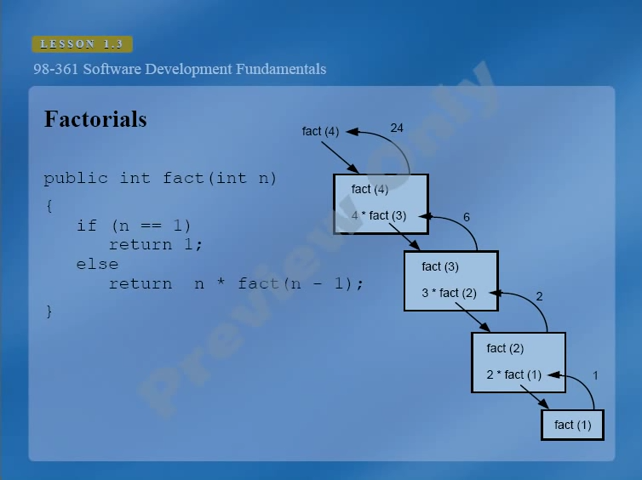 LESSON 1.3
98-361 Software Development Fundamentals
Factorials
public int fact(int n)
{
if (n == 1)
return 1;
else
return n * fact(n - 1);
}
fact (4)
24
fact (4)
4 * fact (3)
6
fact (3)
3 * fact (2)
2
fact (2)
2 * fact (1)
1
fact (1)
Preview Only